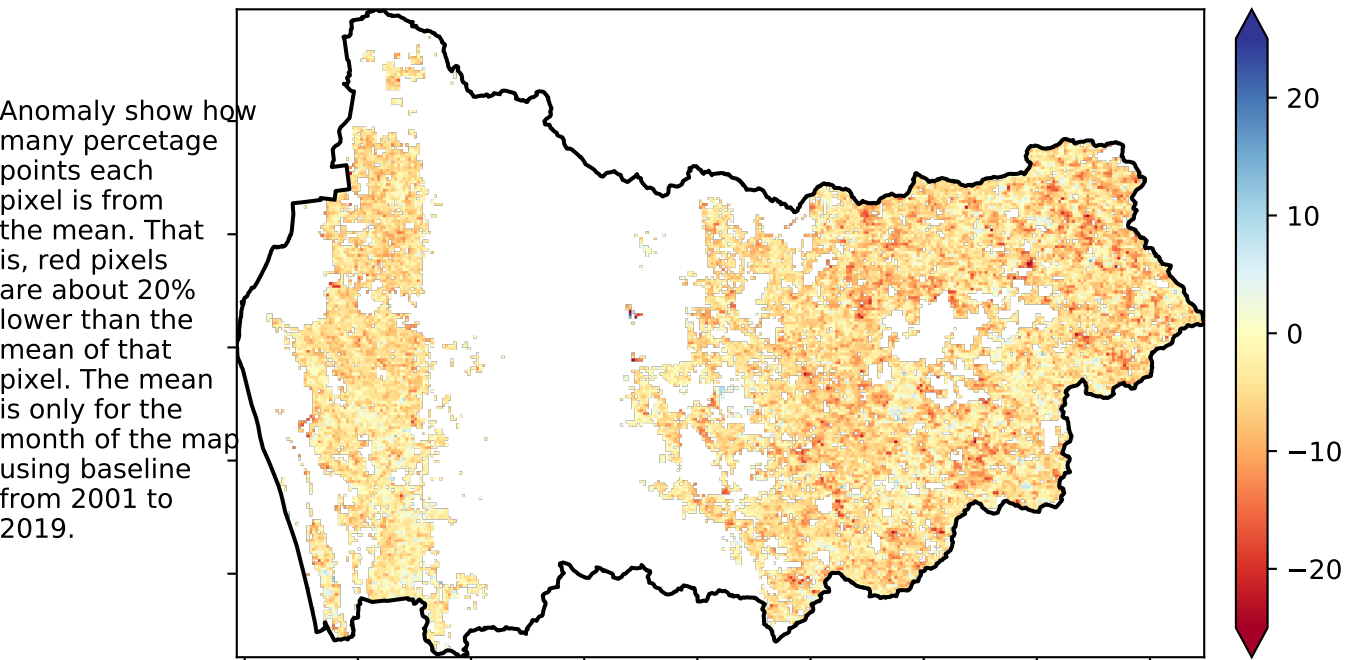 Anomaly show how
many percetage
points each
pixel is from
the mean. That
is, red pixels
are about 20%
lower than the
mean of that
pixel. The mean
is only for the
month of the map
using baseline
from 2001 to
2019.
20
10
0
−10
−20